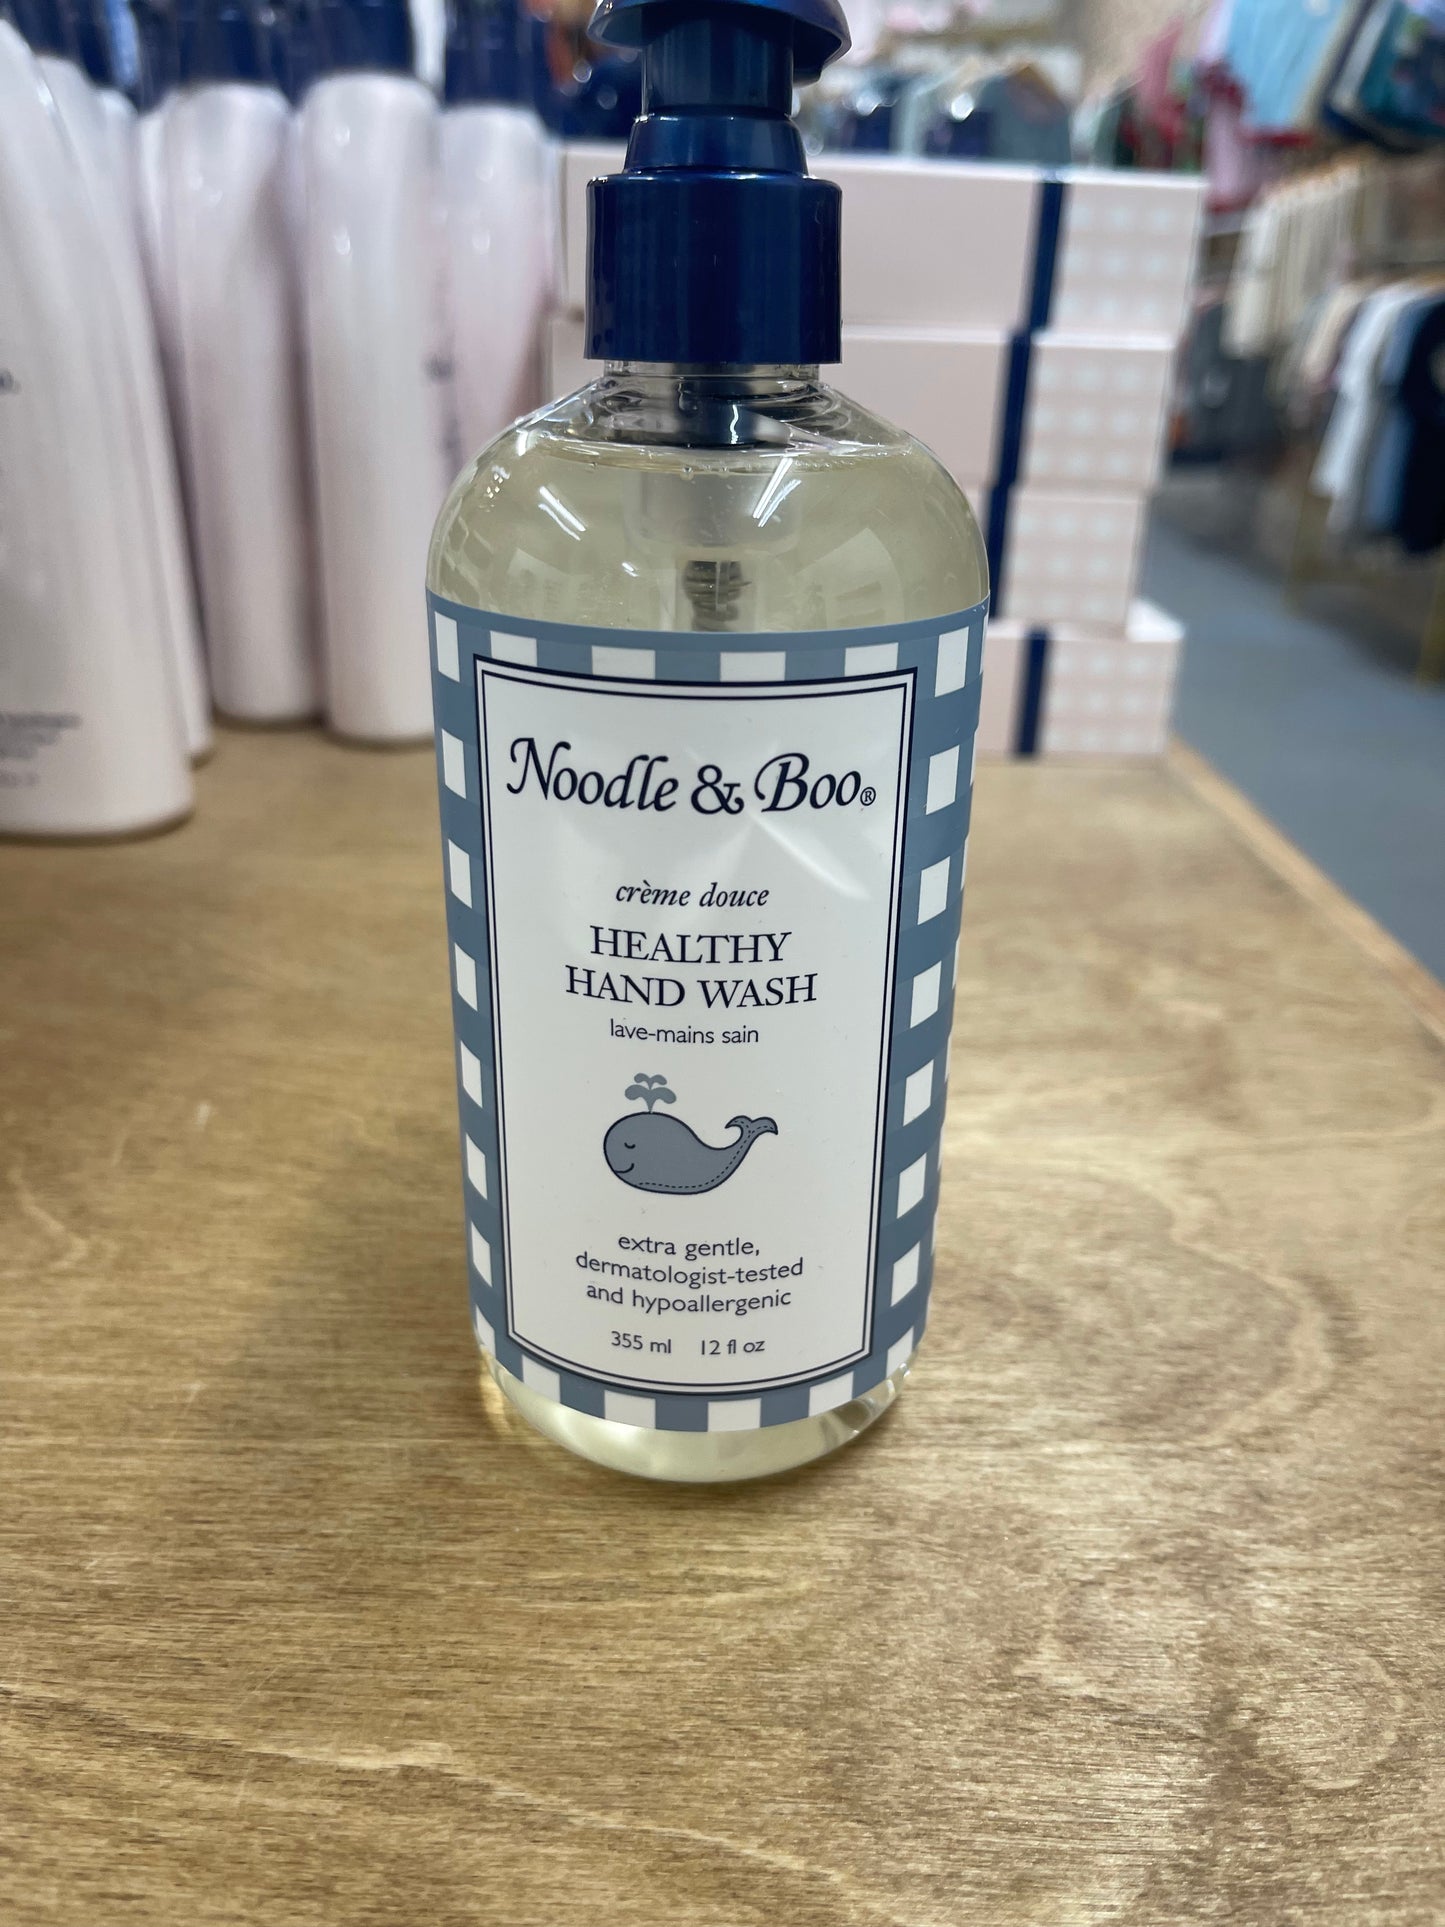 Noodle & Boo®
crème douce
HEALTHY
HAND WASH
lave-mains sain
extra gentle,
dermatologist-tested
and hypoallergenic
355 ml 12 fl oz